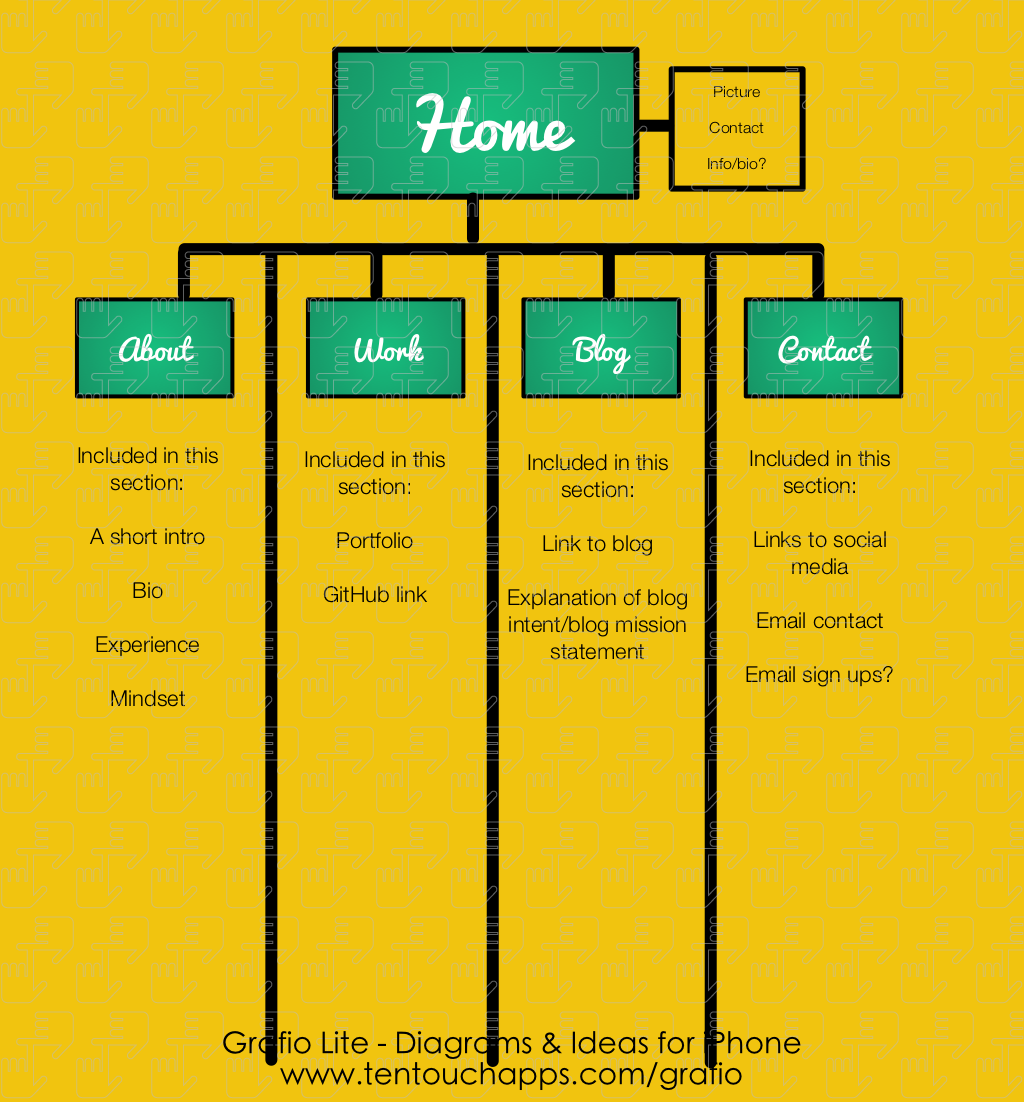 Home
Picture
Contact
Info/bio?
About
Work
Blog
Contact
Included in this
section:
A short intro
Bio
Experience
Mindset
Included in this
section:
Portfolio
GitHub link
Included in this
section:
Link to blog
Explanation of blog
intent/blog mission
statement
Included in this
section:
Links to social
media
Email contact
Email sign ups?
Grafio Lite - Diagrams & Ideas for iPhone
www.tentouchapps.com/grafio